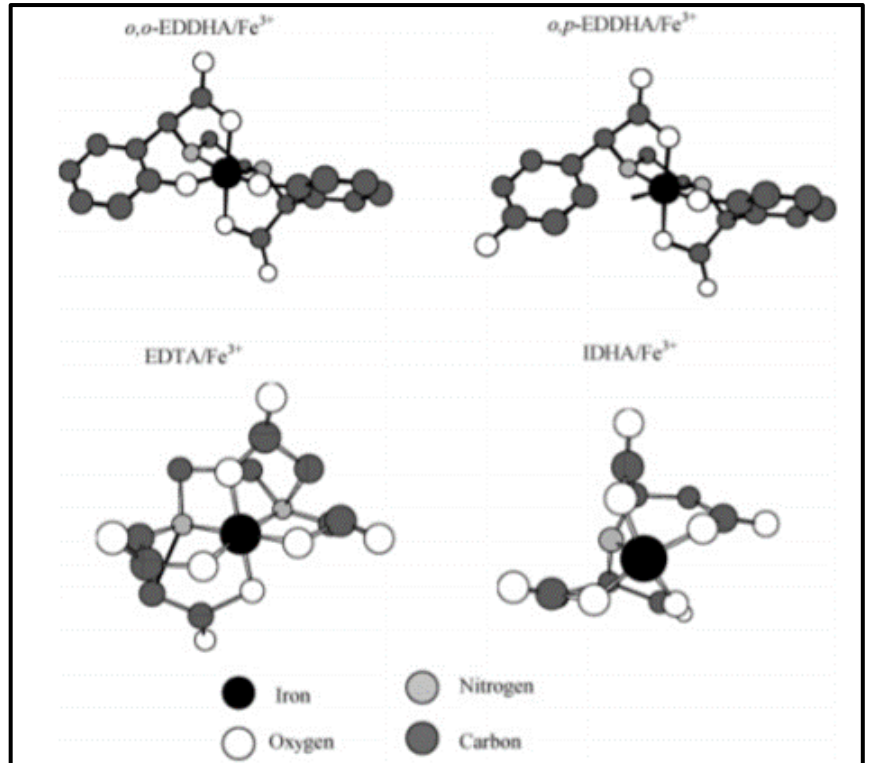 o,o-EDDHA/Fe³⁺
o,p-EDDHA/Fe³⁺
EDTA/Fe³⁺
IDHA/Fe³⁺
Iron
Nitrogen
Oxygen
Carbon